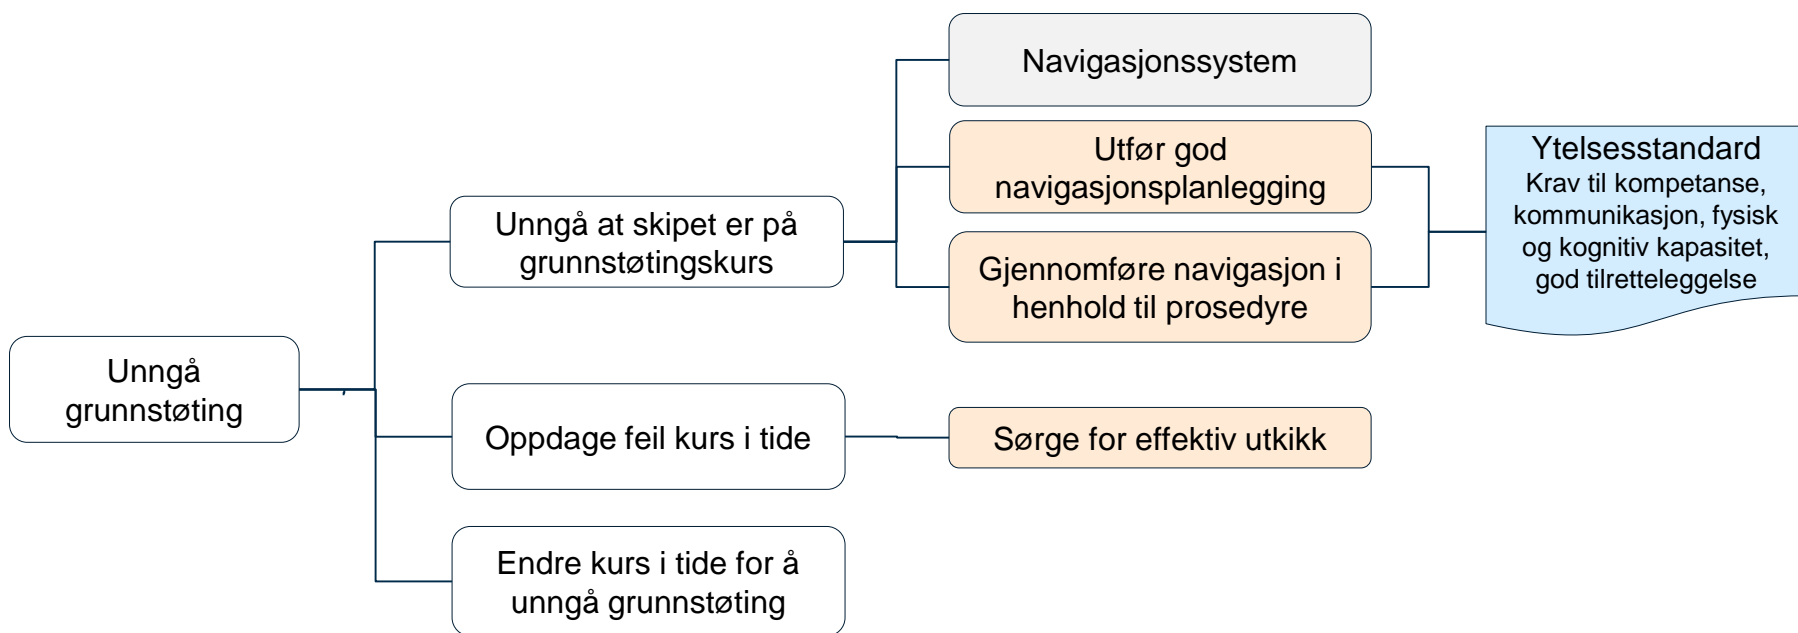 Navigasjonssystem
Utfør god
navigasjonsplanlegging
Ytelsesstandard
Krav til kompetanse,
kommunikasjon, fysisk
og kognitiv kapasitet,
god tilretteleggelse
Unngå at skipet er på
grunnstøtingskurs
Gjennomføre navigasjon i
henhold til prosedyre
Unngå
grunnstøting
Oppdage feil kurs i tide
Sørge for effektiv utkikk
Endre kurs i tide for å
unngå grunnstøting